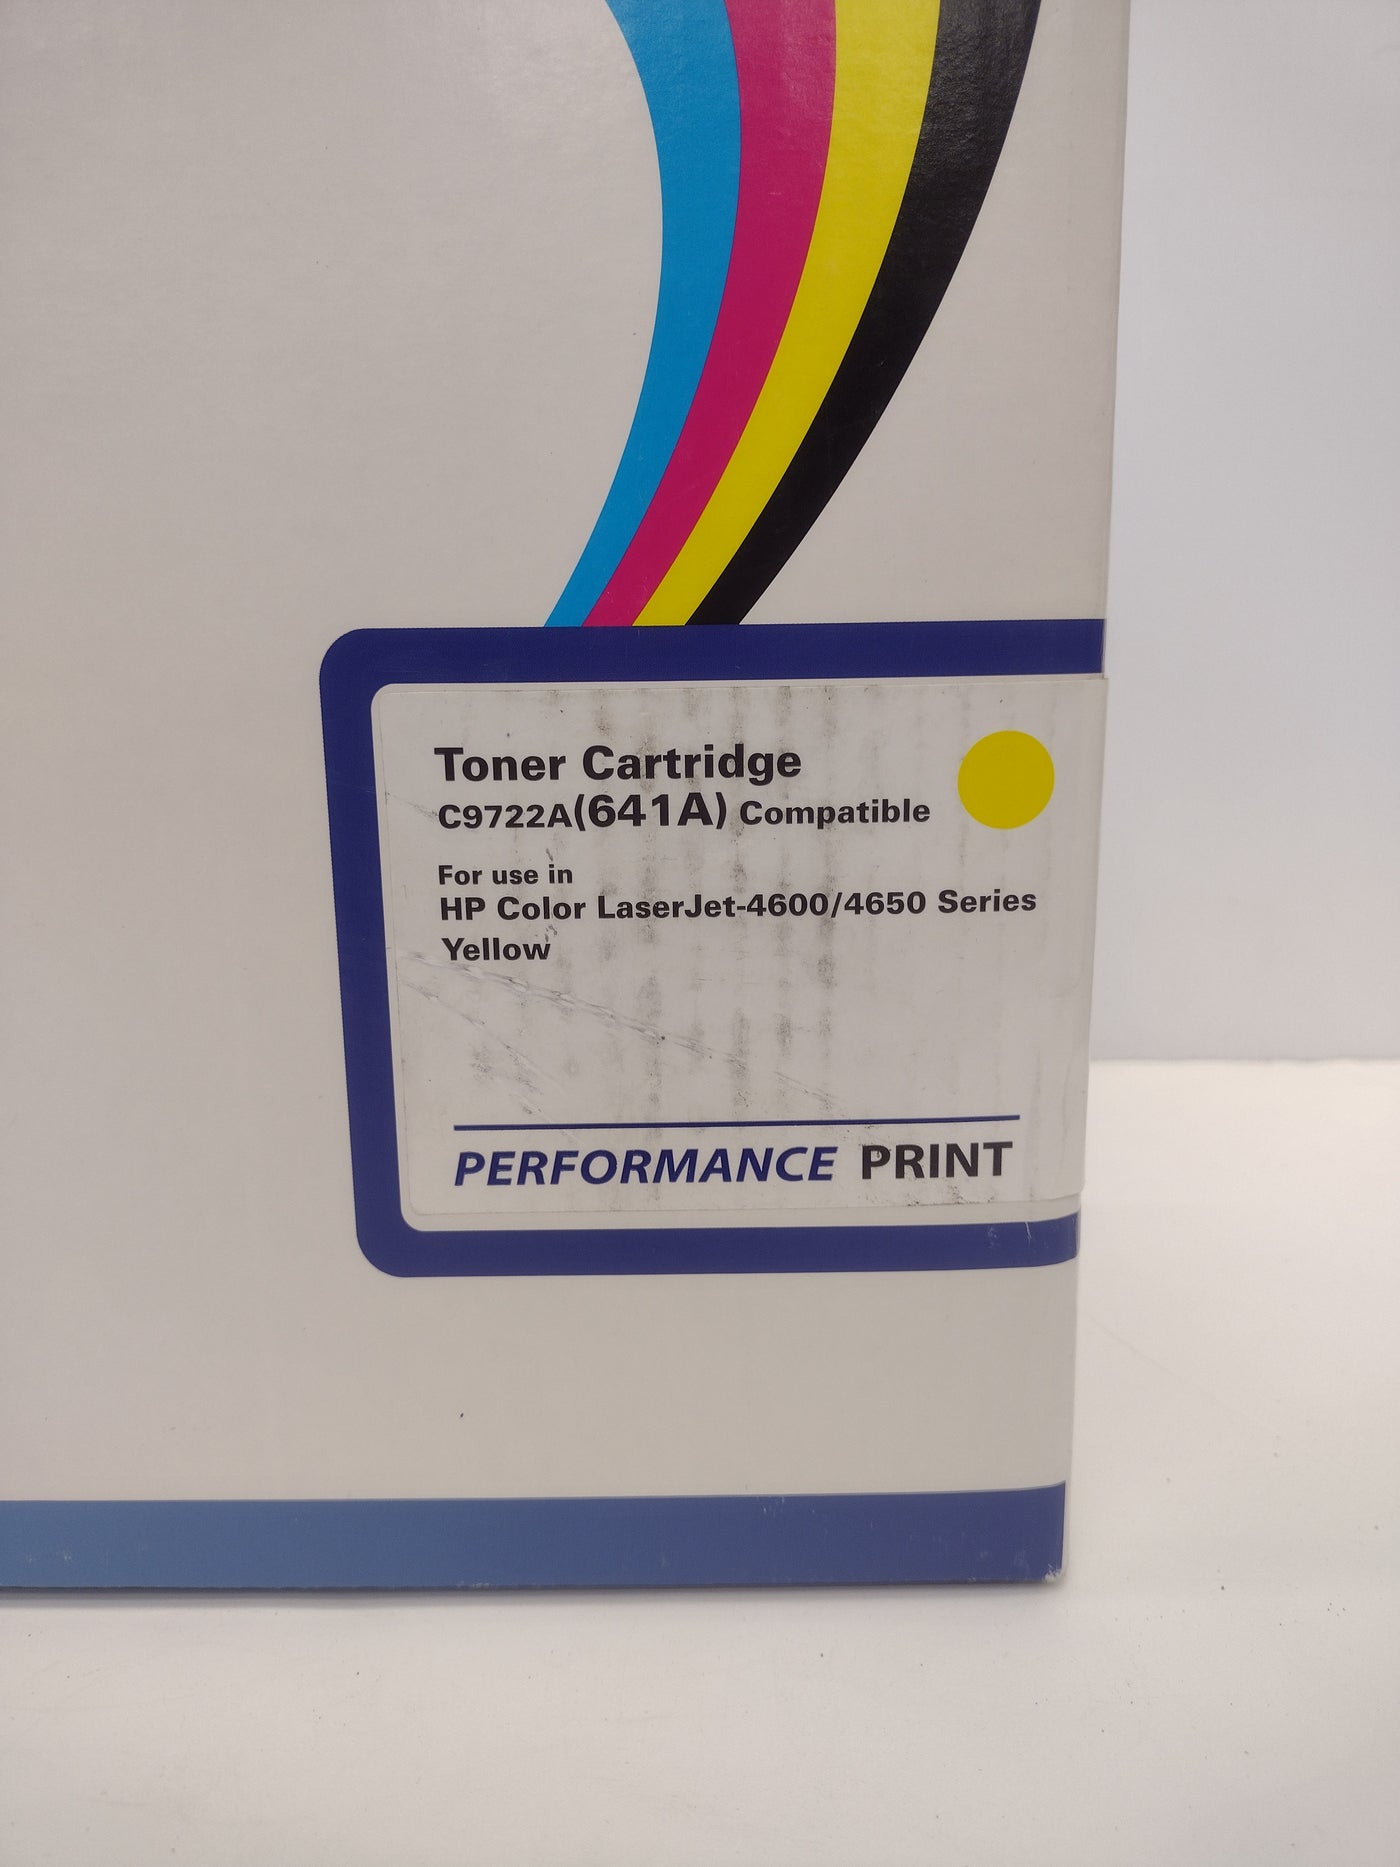 Toner Cartridge
C9722A(641A) Compatible
For use in
HP Color LaserJet-4600/4650 Series
Yellow
PERFORMANCE PRINT